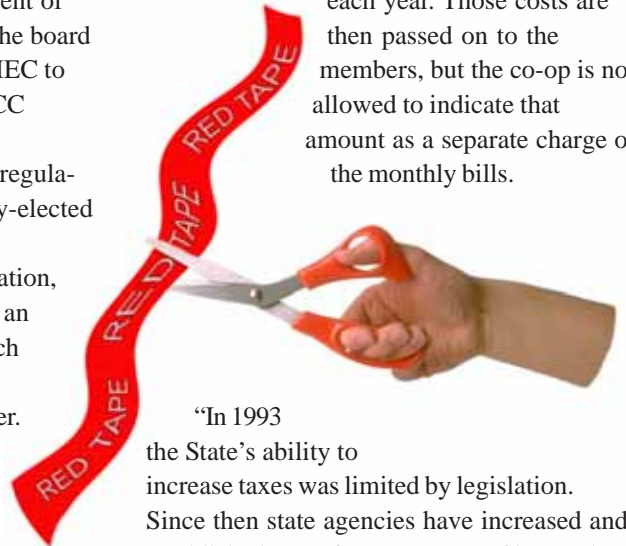 ent of
he board
IEC to
CC
regula-
y-elected
ation,
an
ch
er.
each year. Those costs are
then passed on to the
members, but the co-op is no
allowed to indicate that
amount as a separate charge o
the monthly bills.
RED TAPE
RED TAPE
RED TAPE
RED TAPE
“In 1993
the State’s ability to
increase taxes was limited by legislation.
Since then state agencies have increased and